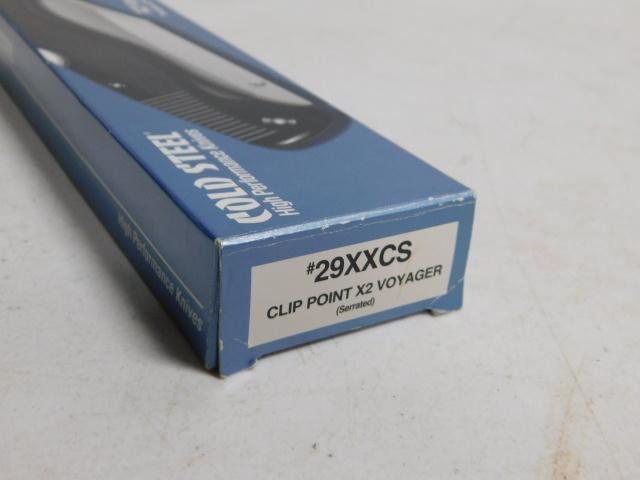 COLD STEEL
High Performance Knives
High Performance Knives
#29XXCS
CLIP POINT X2 VOYAGER
(Serrated)